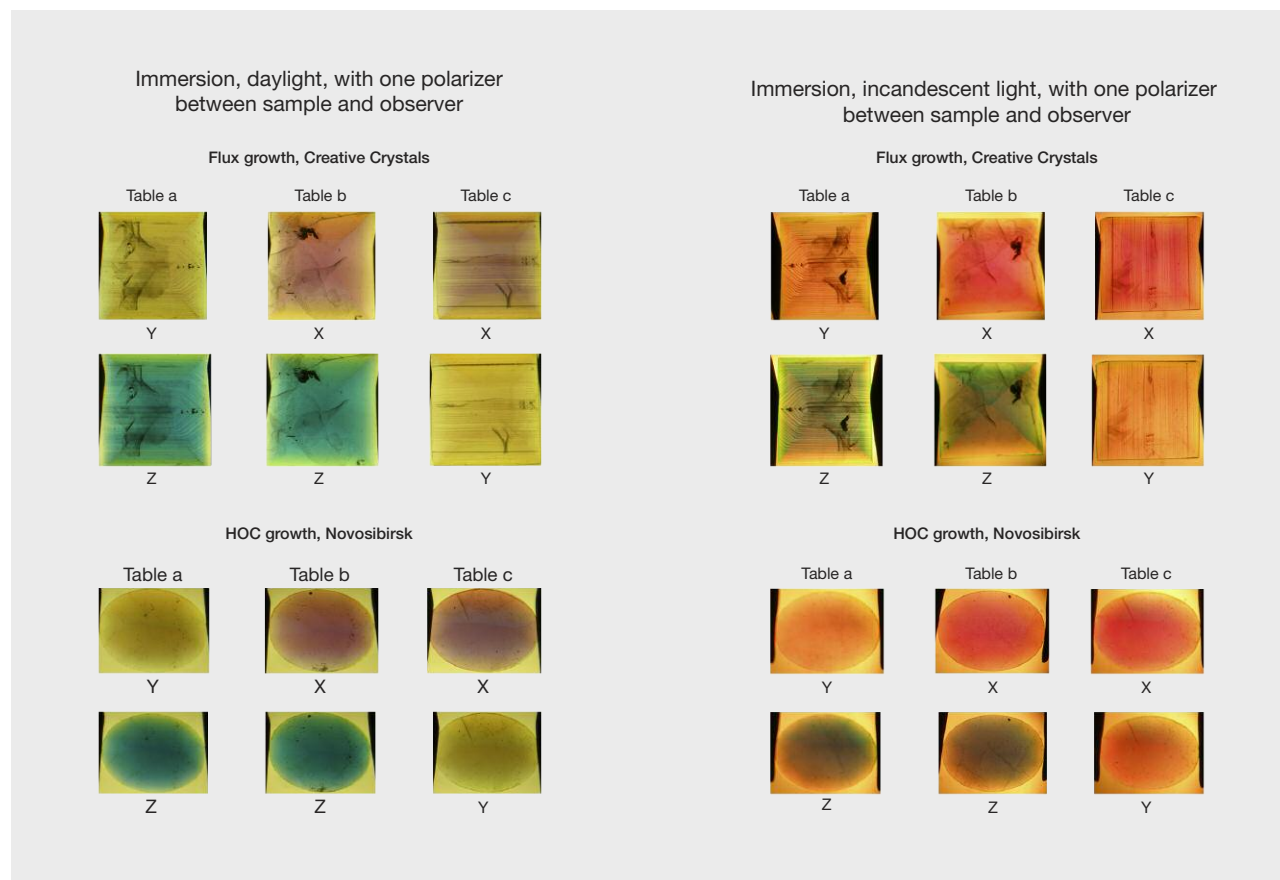 Immersion, daylight, with one polarizer
between sample and observer
Flux growth, Creative Crystals
Table a Table b Table c
Y X X
Z Z Y
HOC growth, Novosibirsk
Table a Table b Table c
Y X X
Z Z Y
Immersion, incandescent light, with one polarizer
between sample and observer
Flux growth, Creative Crystals
Table a Table b Table c
Y X X
Z Z Y
HOC growth, Novosibirsk
Table a Table b Table c
Y X X
Z Z Y